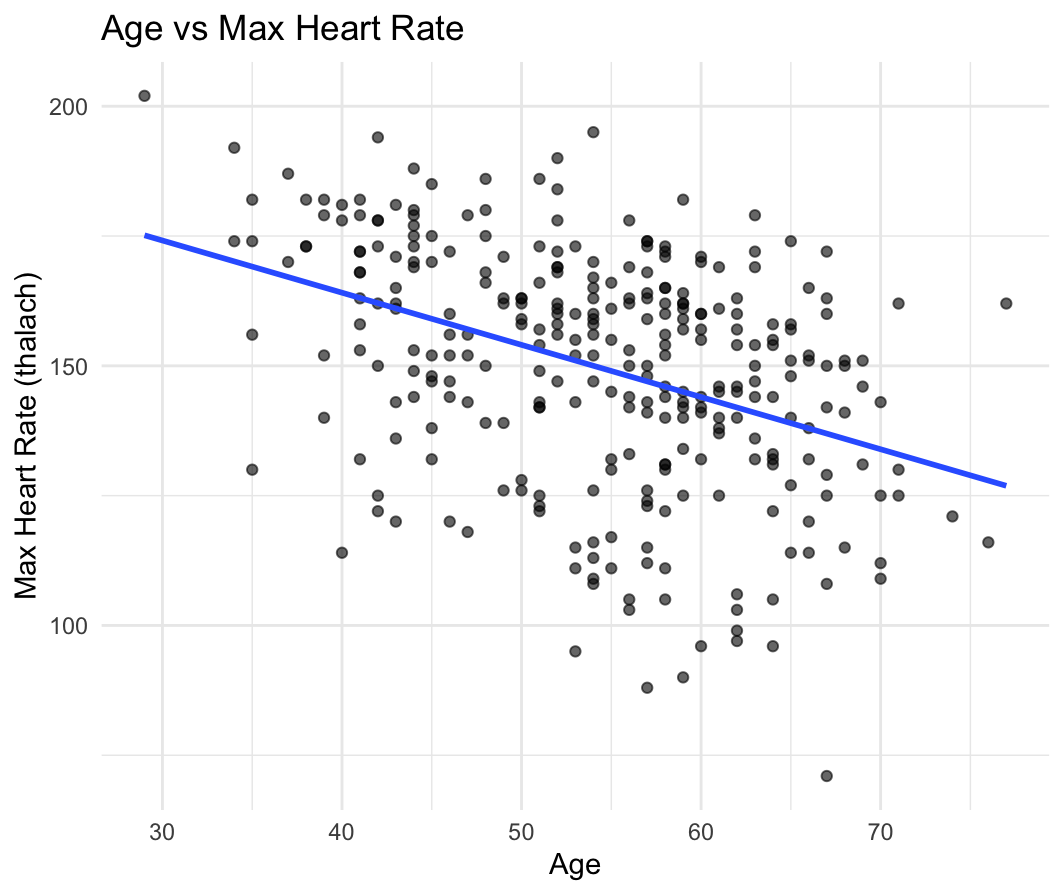 Age vs Max Heart Rate
Max Heart Rate (thalach)
200
150
100
30 40 50 60 70
Age